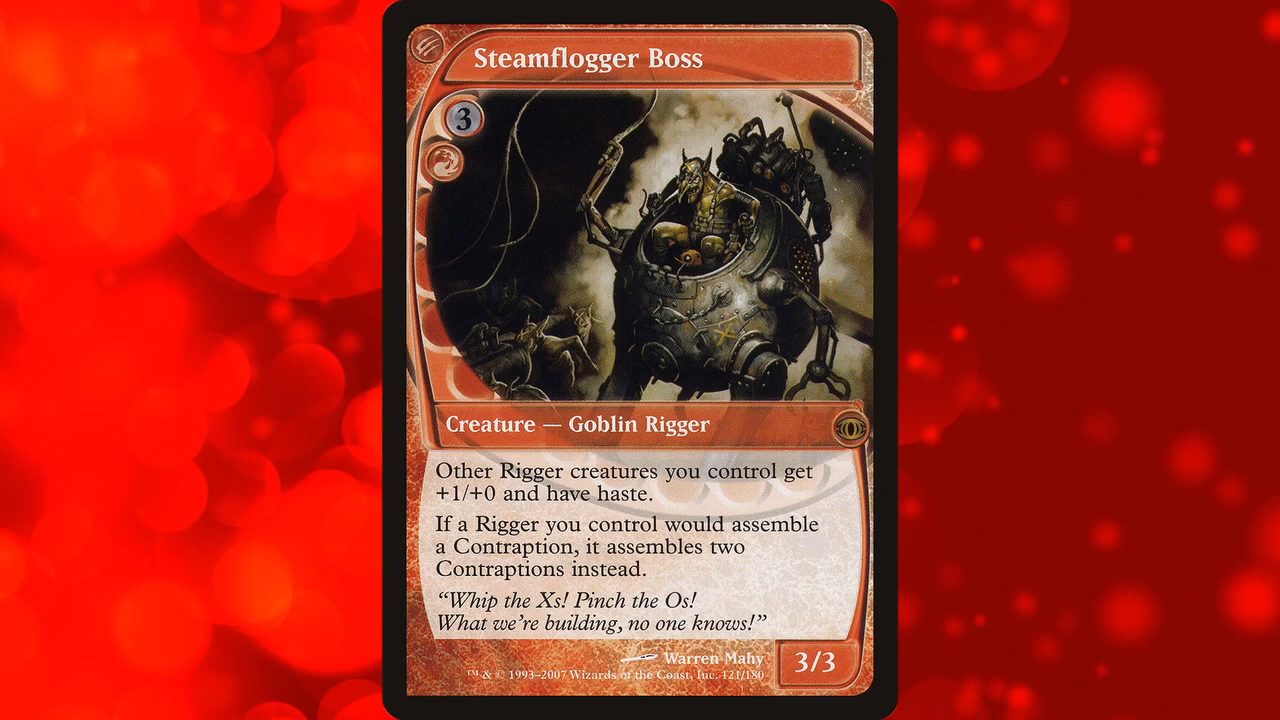 Steamflogger Boss
3
Creature — Goblin Rigger
Other Rigger creatures you control get
+1/+0 and have haste.
If a Rigger you control would assemble
a Contraption, it assembles two
Contraptions instead.
“Whip the Xs! Pinch the Os!
What we’re building, no one knows!”
Warren Mahy
™ & © 1993–2007 Wizards of the Coast, Inc. 121/180
3/3